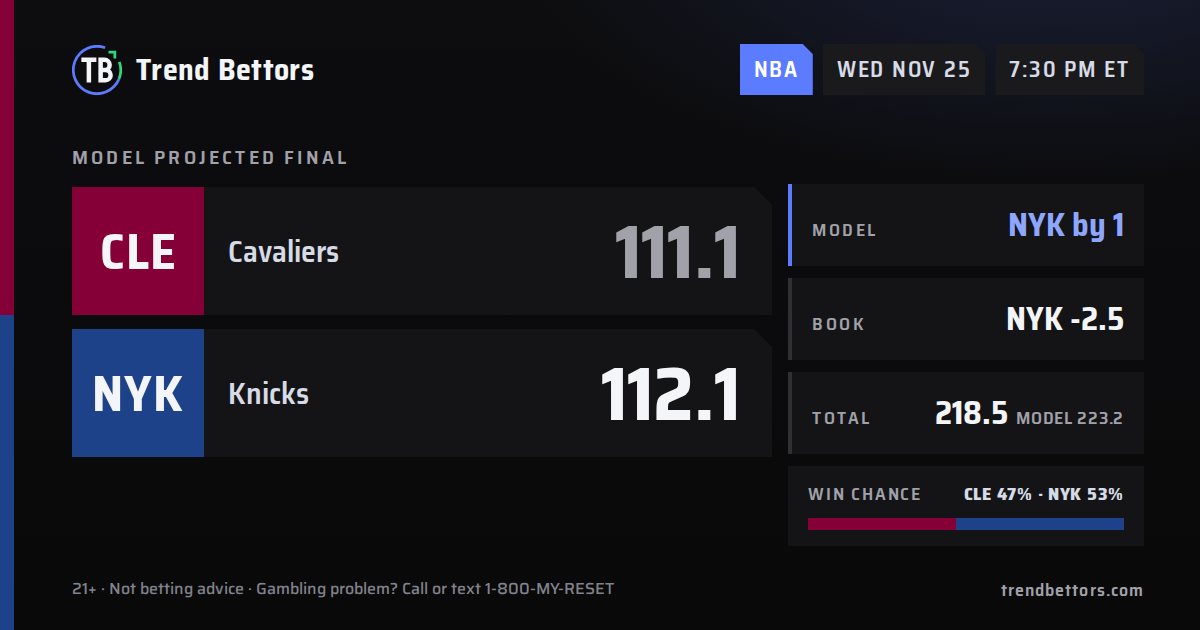 TB Trend Bettors
NBA WED NOV 25 7:30 PM ET
MODEL PROJECTED FINAL
CLE Cavaliers 111.1
NYK Knicks 112.1
MODEL NYK by 1
BOOK NYK -2.5
TOTAL 218.5 MODEL 223.2
WIN CHANCE CLE 47% · NYK 53%
21+ · Not betting advice · Gambling problem? Call or text 1-800-MY-RESET
trendbettors.com